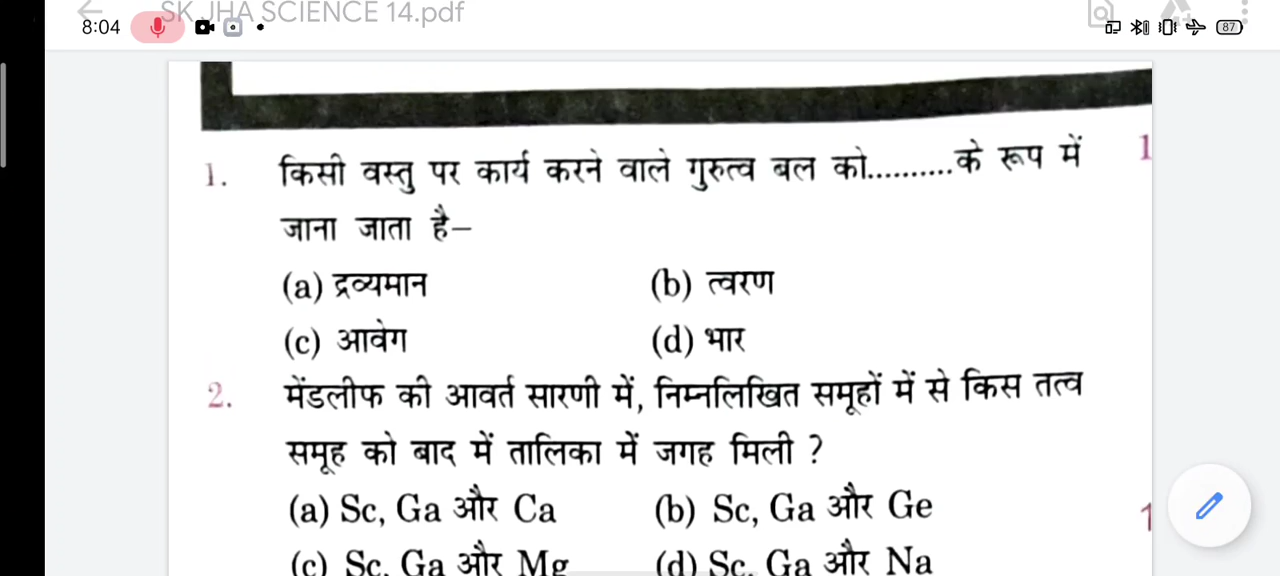 SK JHA SCIENCE 14.pdf
8:04
87
1. किसी वस्तु पर कार्य करने वाले गुरुत्व बल को..........के रूप में
जाना जाता है–
(a) द्रव्यमान (b) त्वरण
(c) आवेग (d) भार
2. मेंडलीफ की आवर्त सारणी में, निम्नलिखित समूहों में से किस तत्व
समूह को बाद में तालिका में जगह मिली ?
(a) Sc, Ga और Ca (b) Sc, Ga और Ge
(c) Sc, Ga और Mg (d) Sc, Ga और Na
1
1